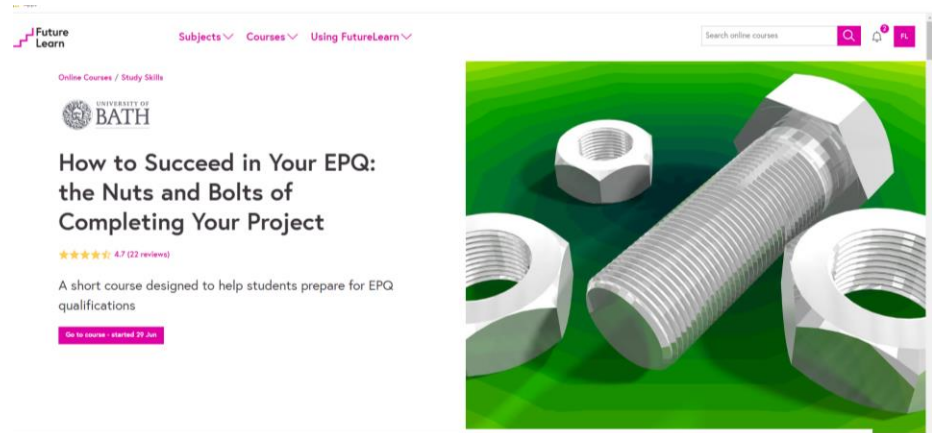 Future
Learn
Subjects Courses Using FutureLearn
Search online courses
2
FL
Online Courses / Study Skills
UNIVERSITY OF
BATH
How to Succeed in Your EPQ:
the Nuts and Bolts of
Completing Your Project
4.7 (22 reviews)
A short course designed to help students prepare for EPQ
qualifications
Go to course - started 29 Jun